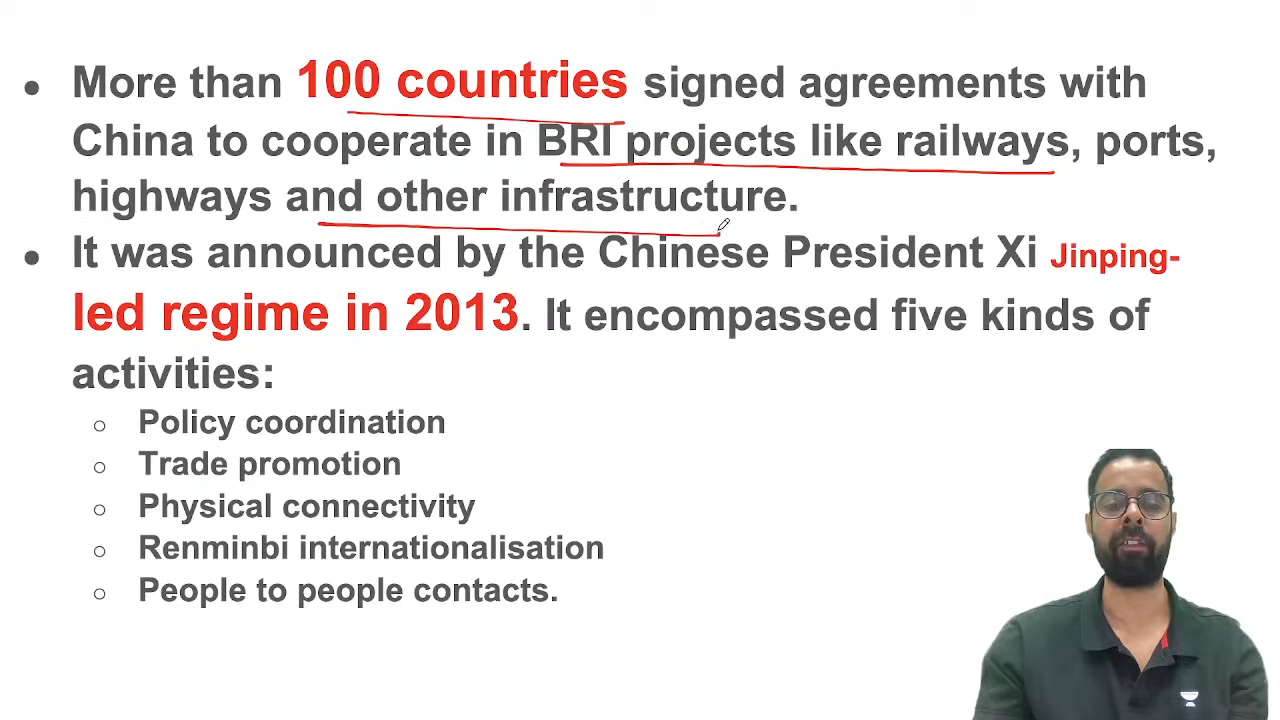 ● More than 100 countries signed agreements with
China to cooperate in BRI projects like railways, ports,
highways and other infrastructure.
● It was announced by the Chinese President Xi Jinping-
led regime in 2013. It encompassed five kinds of
activities:
○ Policy coordination
○ Trade promotion
○ Physical connectivity
○ Renminbi internationalisation
○ People to people contacts.